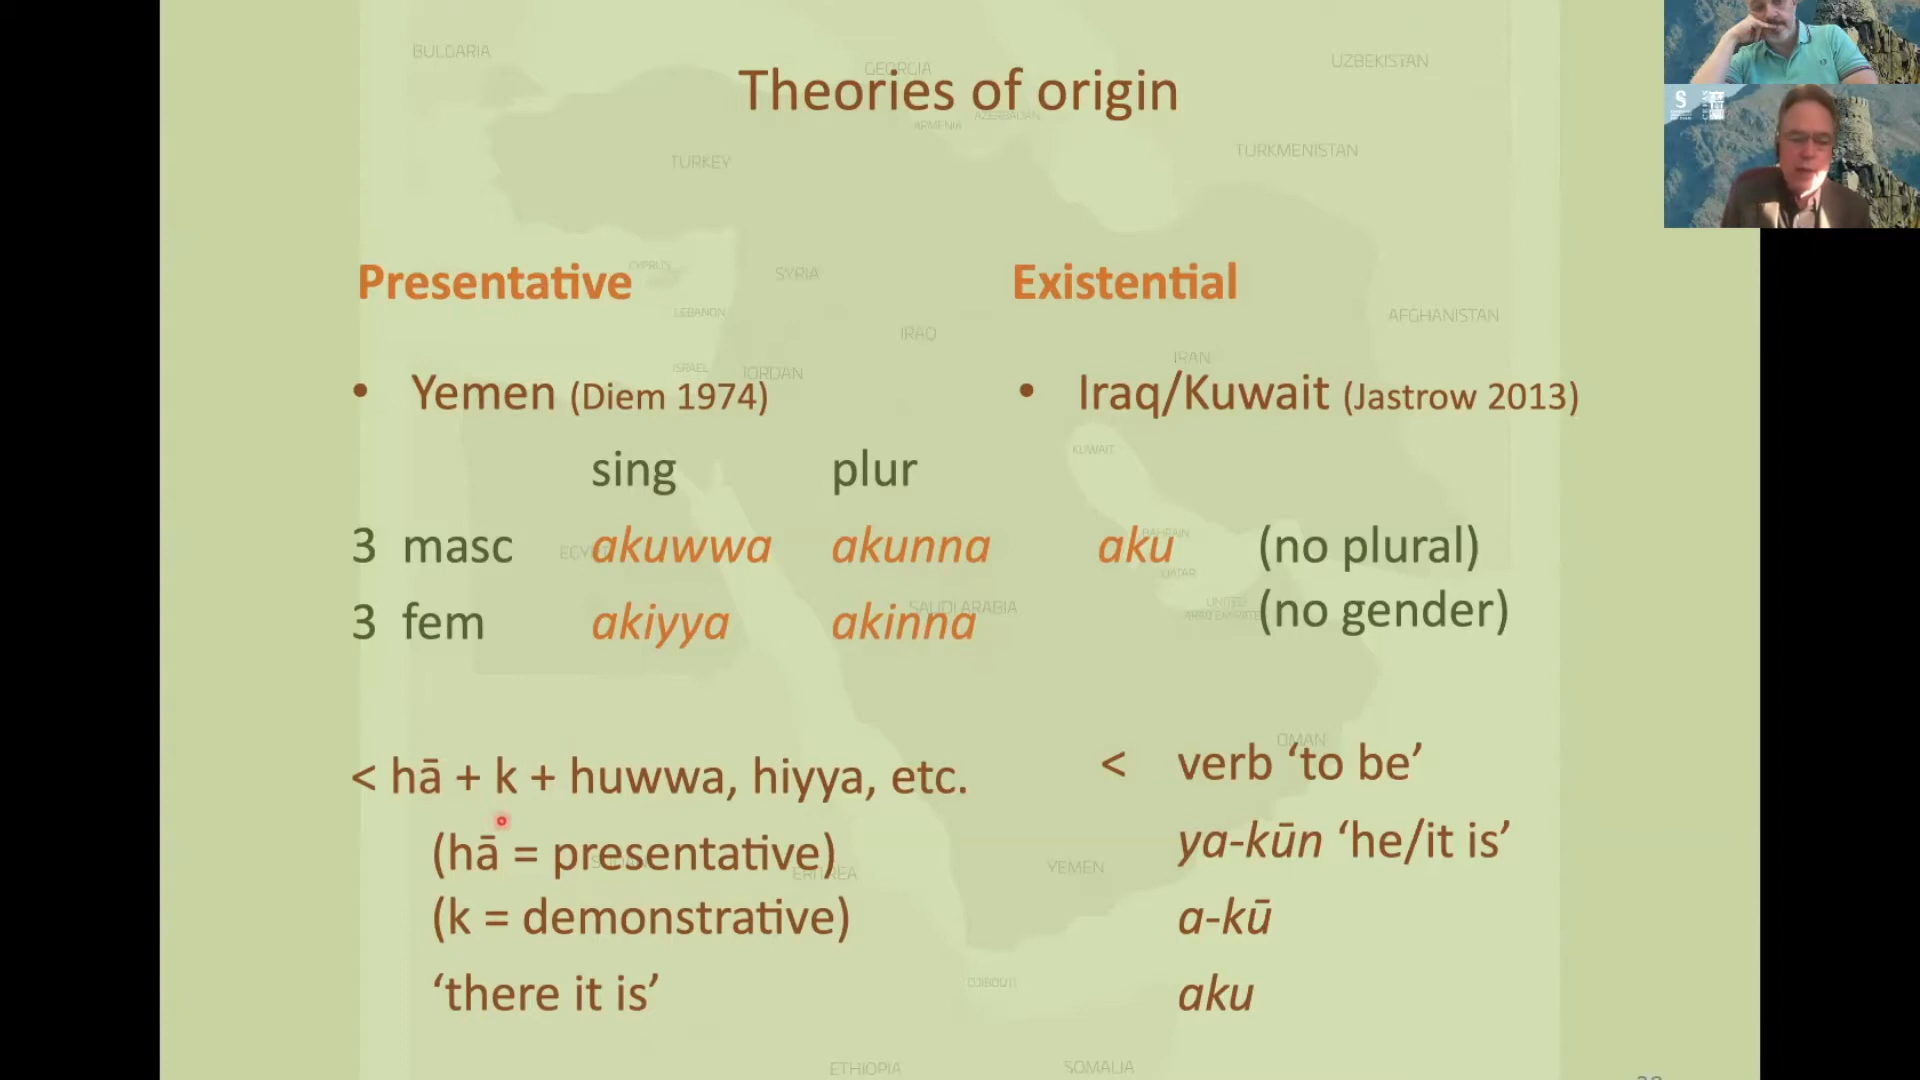 Theories of origin
Presentative
• Yemen (Diem 1974)
sing plur
3 masc akuwwa akunna
3 fem akiyya akinna
< hā + k + huwwa, hiyya, etc.
(hā = presentative)
(k = demonstrative)
‘there it is’
Existential
• Iraq/Kuwait (Jastrow 2013)
aku (no plural)
(no gender)
< verb ‘to be’
ya-kūn ‘he/it is’
a-kū
aku
BULGARIA
GEORGIA
UZBEKISTAN
ARMENIA
AZERBAIJAN
TURKEY
TURKMENISTAN
CYPRUS
SYRIA
LEBANON
IRAQ
AFGHANISTAN
ISRAEL
JORDAN
IRAN
KUWAIT
EGYPT
BAHRAIN
QATAR
SAUDI ARABIA
UNITED
ARAB EMIRATE
OMAN
SUDAN
ERITREA
YEMEN
DJIBOUTI
ETHIOPIA
SOMALIA
S